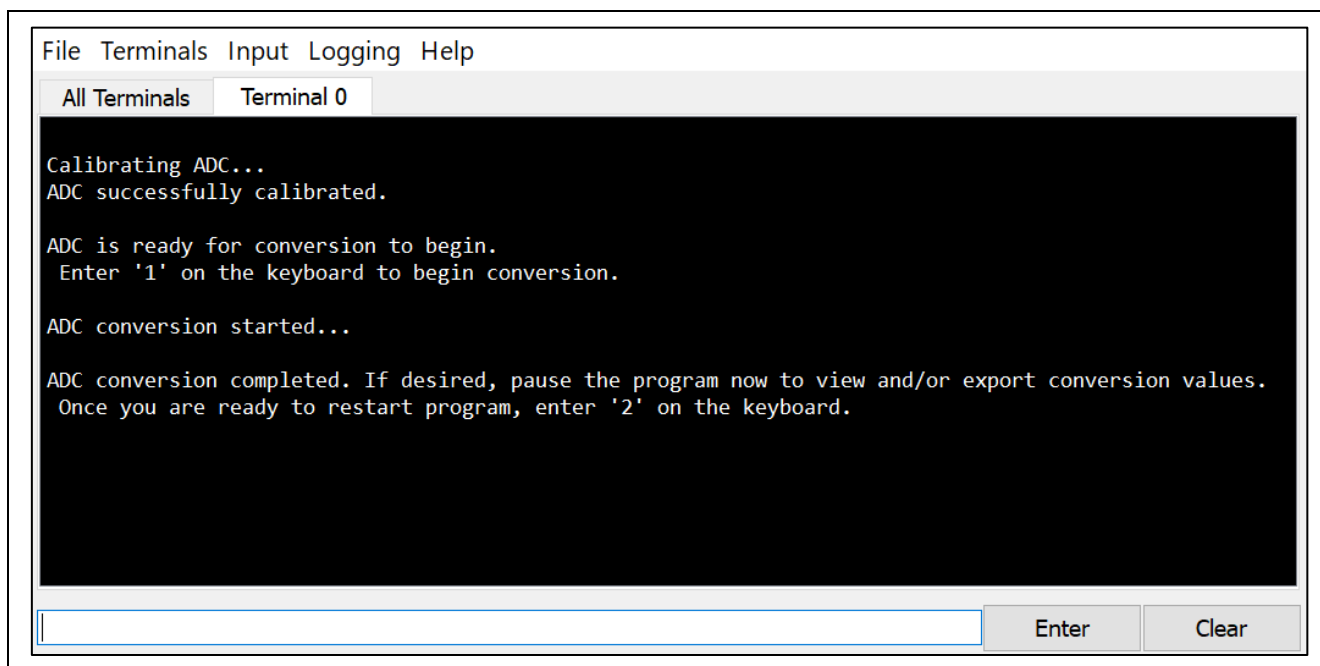 File Terminals Input Logging Help
All Terminals Terminal 0
Calibrating ADC...
ADC successfully calibrated.
ADC is ready for conversion to begin.
Enter '1' on the keyboard to begin conversion.
ADC conversion started...
ADC conversion completed. If desired, pause the program now to view and/or export conversion values.
Once you are ready to restart program, enter '2' on the keyboard.
Enter Clear